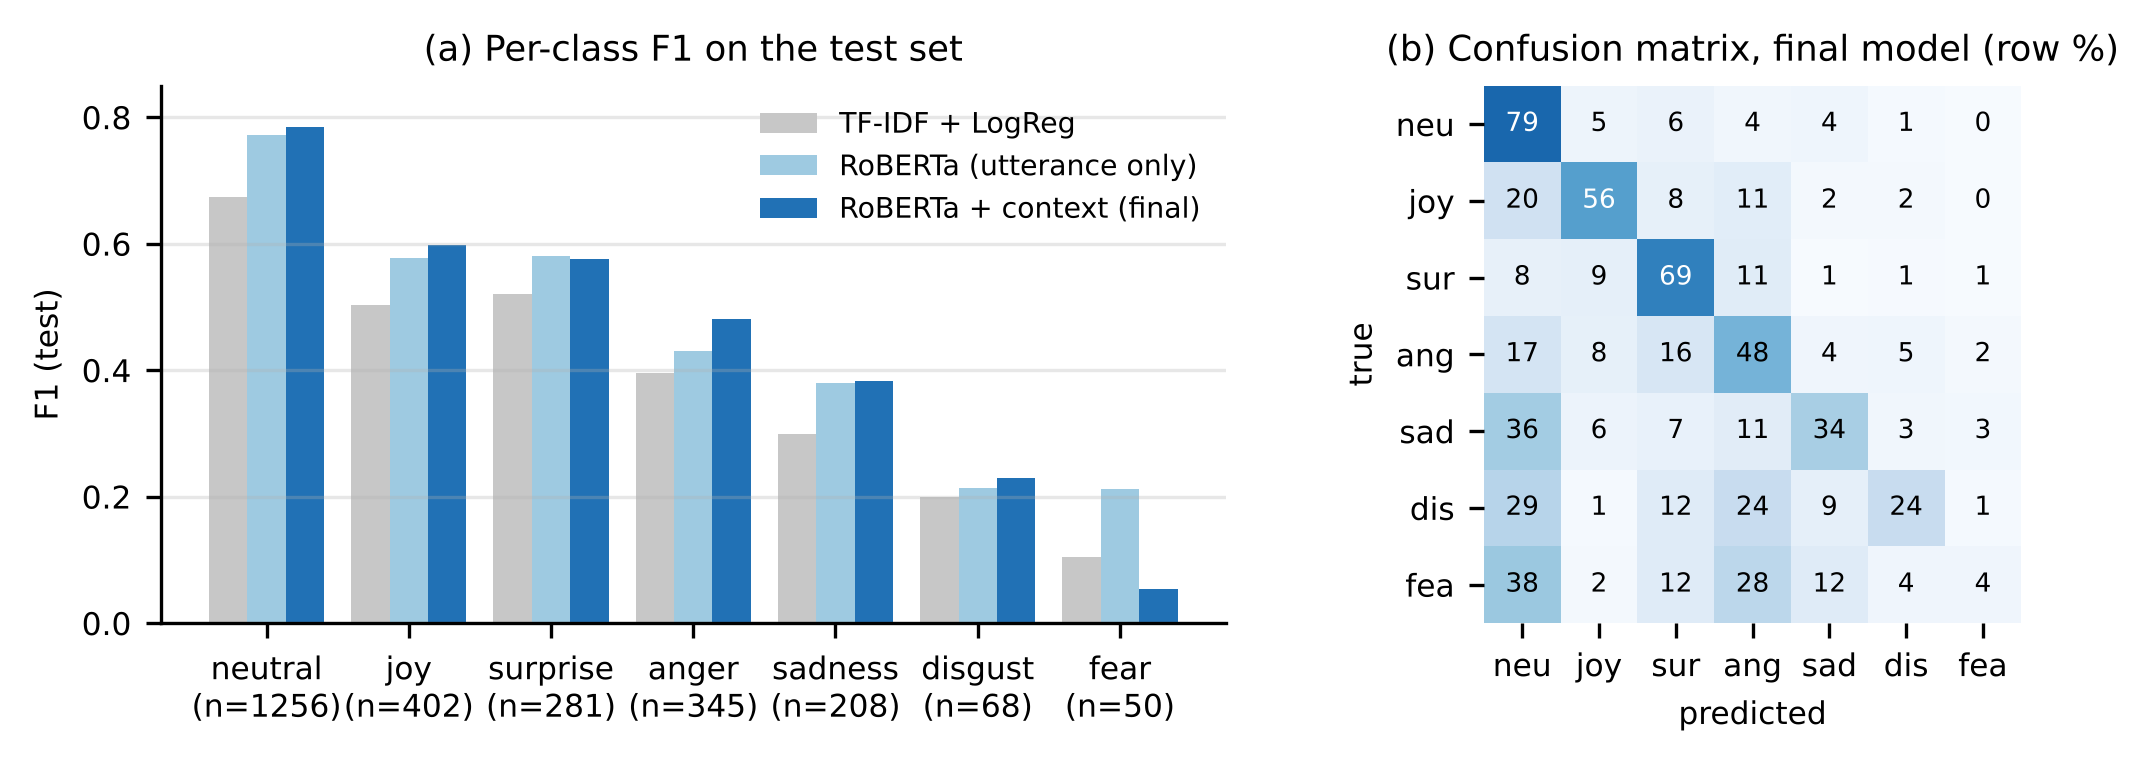 (a) Per-class F1 on the test set
F1 (test)
0.8
0.6
0.4
0.2
0.0
TF-IDF + LogReg
RoBERTa (utterance only)
RoBERTa + context (final)
neutral joy surprise anger sadness disgust fear
(n=1256) (n=402) (n=281) (n=345) (n=208) (n=68) (n=50)
(b) Confusion matrix, final model (row %)
true
neu 79 5 6 4 4 1 0
joy 20 56 8 11 2 2 0
sur 8 9 69 11 1 1 1
ang 17 8 16 48 4 5 2
sad 36 6 7 11 34 3 3
dis 29 1 12 24 9 24 1
fea 38 2 12 28 12 4 4
neu joy sur ang sad dis fea
predicted